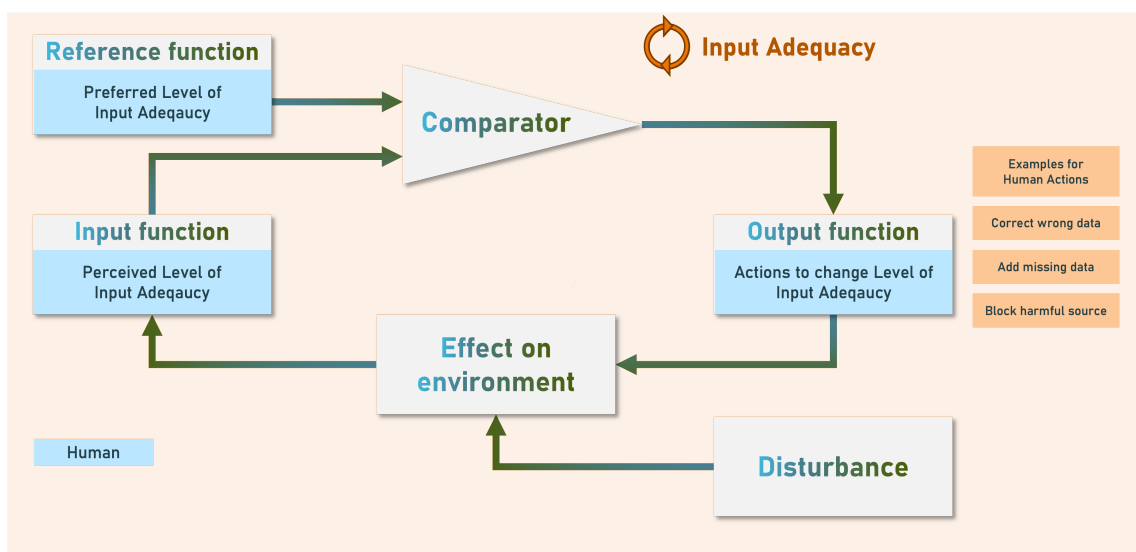 Input Adequacy
Reference function
Preferred Level of
Input Adeqaucy
Comparator
Examples for
Human Actions
Correct wrong data
Add missing data
Block harmful source
Input function
Perceived Level of
Input Adeqaucy
Output function
Actions to change Level of
Input Adeqaucy
Effect on
environment
Human
Disturbance